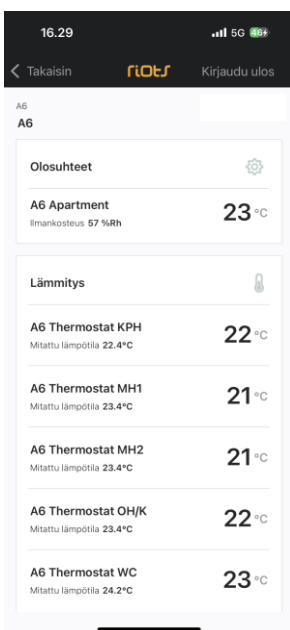 16.29
5G 46
Takaisin
riots
Kirjaudu ulos
A6
A6
Olosuhteet
A6 Apartment
23 °C
Ilmankosteus 57 %Rh
Lämmitys
A6 Thermostat KPH
22 °C
Mitattu lämpötila 22.4°C
A6 Thermostat MH1
21 °C
Mitattu lämpötila 23.4°C
A6 Thermostat MH2
21 °C
Mitattu lämpötila 23.4°C
A6 Thermostat OH/K
22 °C
Mitattu lämpötila 23.4°C
A6 Thermostat WC
23 °C
Mitattu lämpötila 24.2°C